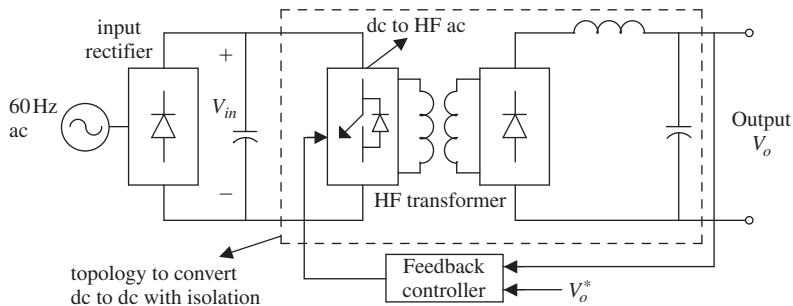 dc to HF ac
input
rectifier
+
60 Hz
ac
V_in
Output
V_o
−
HF transformer
topology to convert
dc to dc with isolation
Feedback
controller
V_o^*